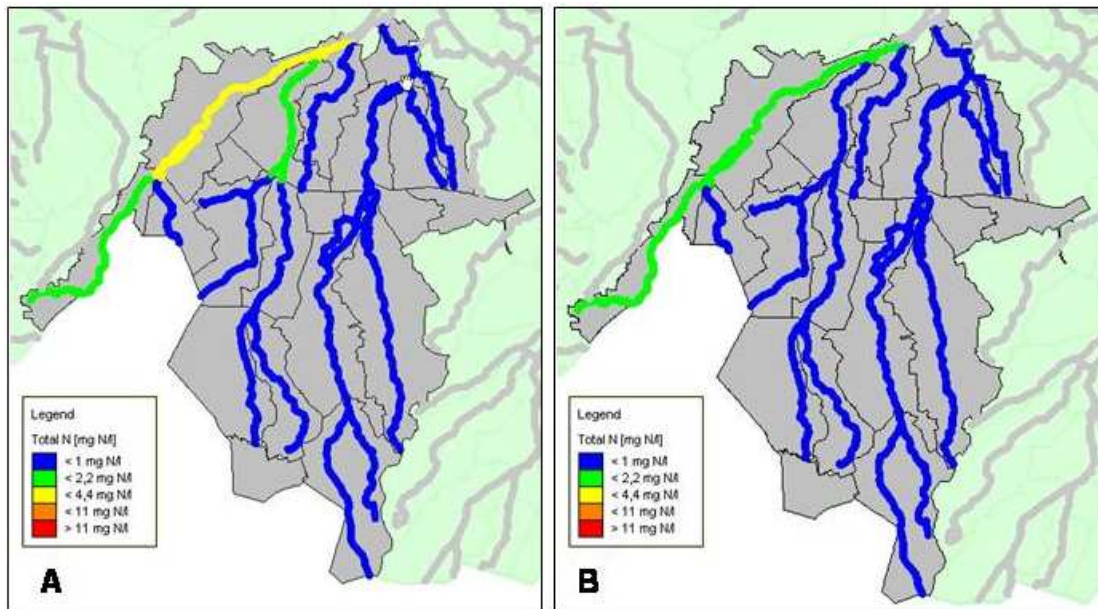 Legend
Total N [mg N/l]
< 1 mg N/l
< 2,2 mg N/l
< 4,4 mg N/l
< 11 mg N/l
> 11 mg N/l
A
Legend
Total N [mg N/l]
< 1 mg N/l
< 2,2 mg N/l
< 4,4 mg N/l
< 11 mg N/l
> 11 mg N/l
B